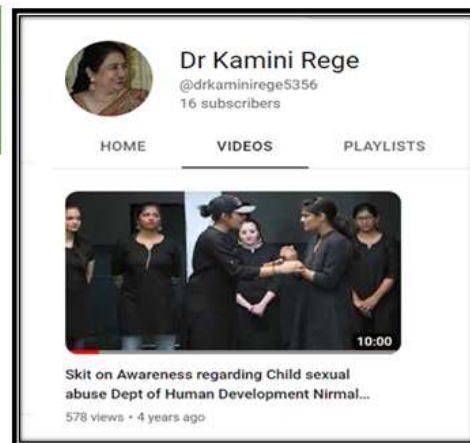 Dr Kamini Rege
@drkaminirege5356
16 subscribers
HOME VIDEOS PLAYLISTS
10:00
Skit on Awareness regarding Child sexual
abuse Dept of Human Development Nirmal...
578 views • 4 years ago